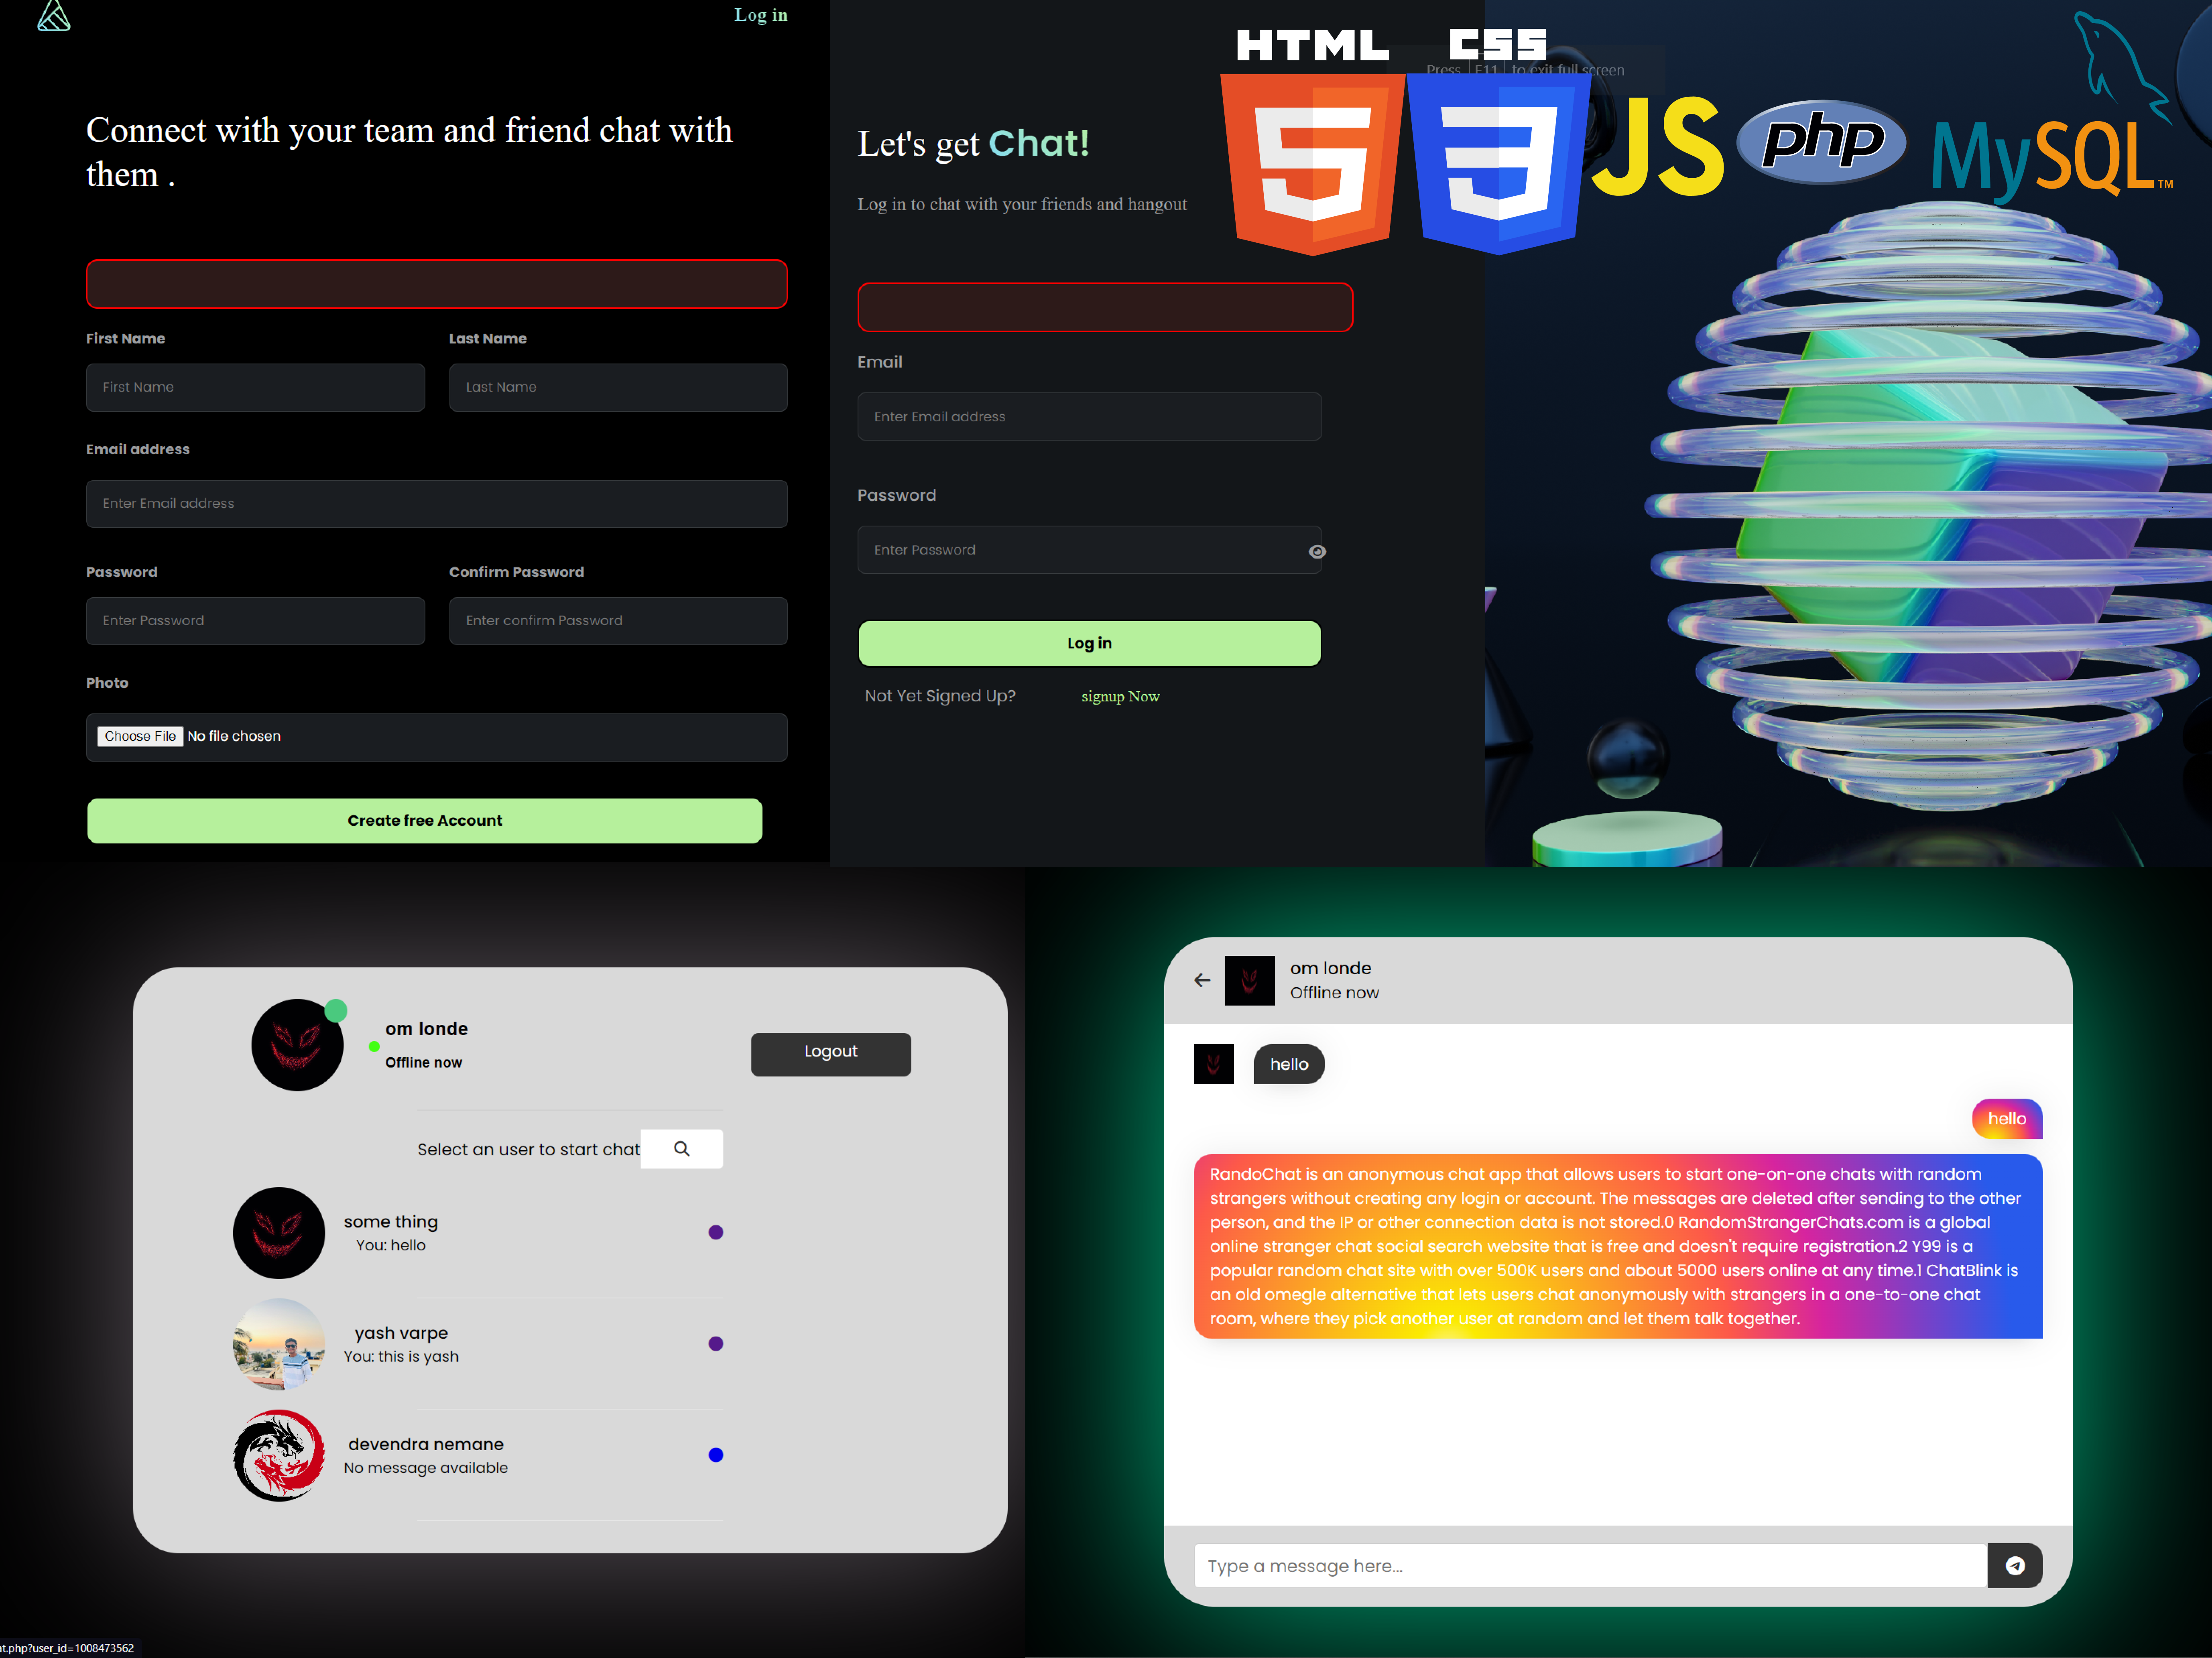 Log in
Connect with your team and friend chat with
them .
First Name
Last Name
First Name
Last Name
Email address
Enter Email address
Password
Confirm Password
Enter Password
Enter confirm Password
Photo
Choose File No file chosen
Create free Account
Let's get Chat!
Log in to chat with your friends and hangout
Email
Enter Email address
Password
Enter Password
Log in
Not Yet Signed Up? signup Now
HTML
CSS
Press F11 to exit full screen
5
3
JS
php
MySQL™
om londe
Offline now
Logout
Select an user to start chat
some thing
You: hello
yash varpe
You: this is yash
devendra nemane
No message available
at.php?user_id=1008473562
om londe
Offline now
hello
hello
RandoChat is an anonymous chat app that allows users to start one-on-one chats with random
strangers without creating any login or account. The messages are deleted after sending to the other
person, and the IP or other connection data is not stored.0 RandomStrangerChats.com is a global
online stranger chat social search website that is free and doesn't require registration.2 Y99 is a
popular random chat site with over 500K users and about 5000 users online at any time.1 ChatBlink is
an old omegle alternative that lets users chat anonymously with strangers in a one-to-one chat
room, where they pick another user at random and let them talk together.
Type a message here...